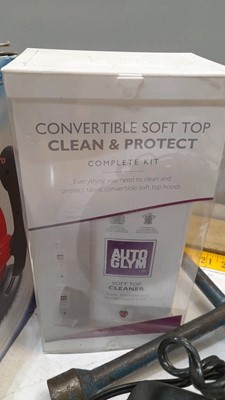 CONVERTIBLE SOFT TOP
CLEAN & PROTECT
COMPLETE KIT
Everything you need to clean and
protect fabric convertible soft top hoods
AUTO
GLYM
SOFT TOP
CLEANER